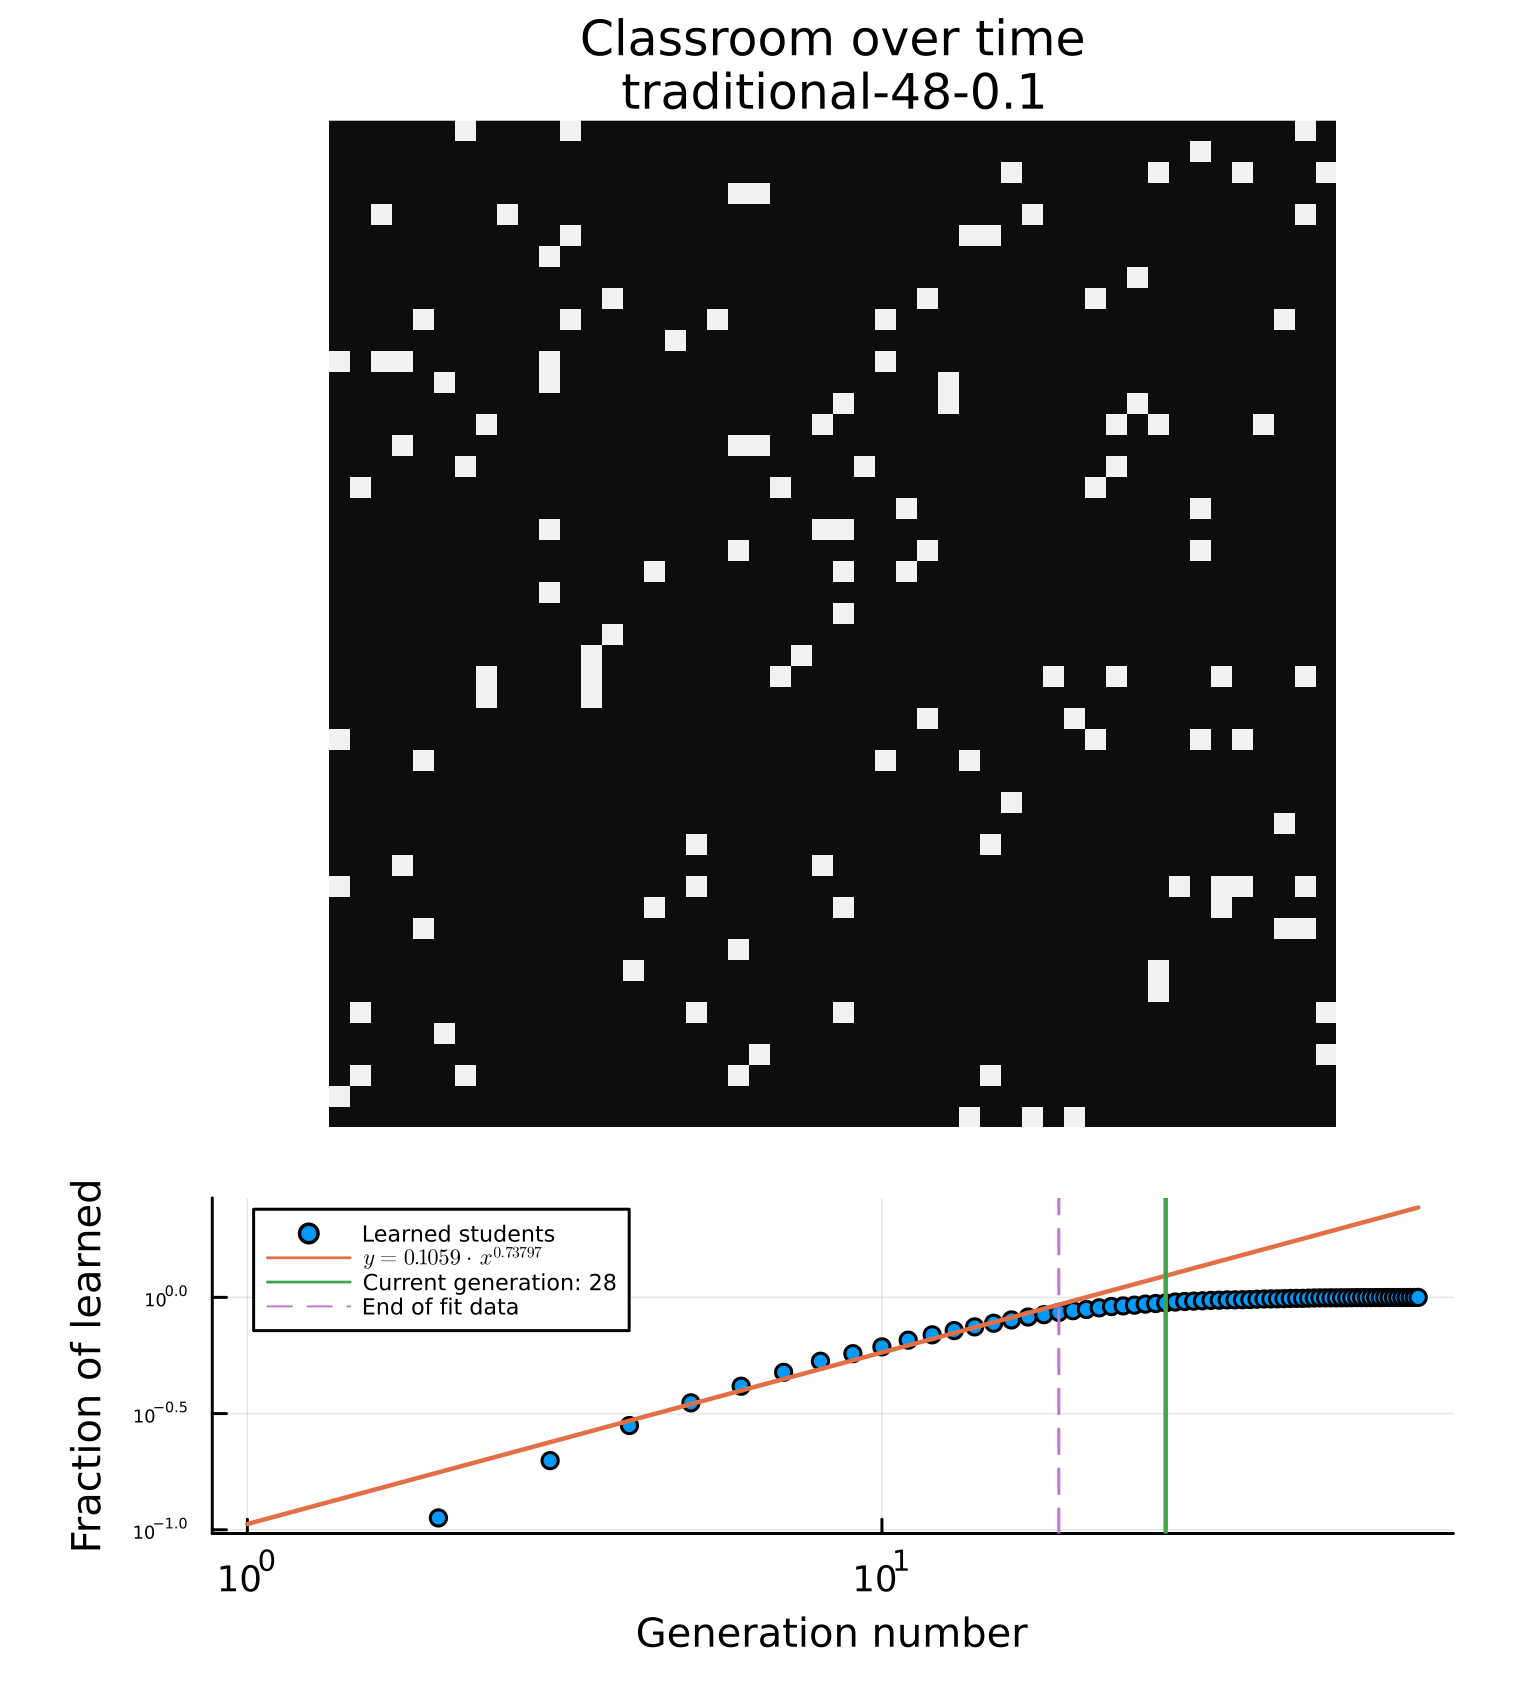 Classroom over time
traditional-48-0.1
Fraction of learned
Learned students
y = 0.1059 · x^0.73797
Current generation: 28
End of fit data
10^0.0
10^−0.5
10^−1.0
10^0 10^1
Generation number